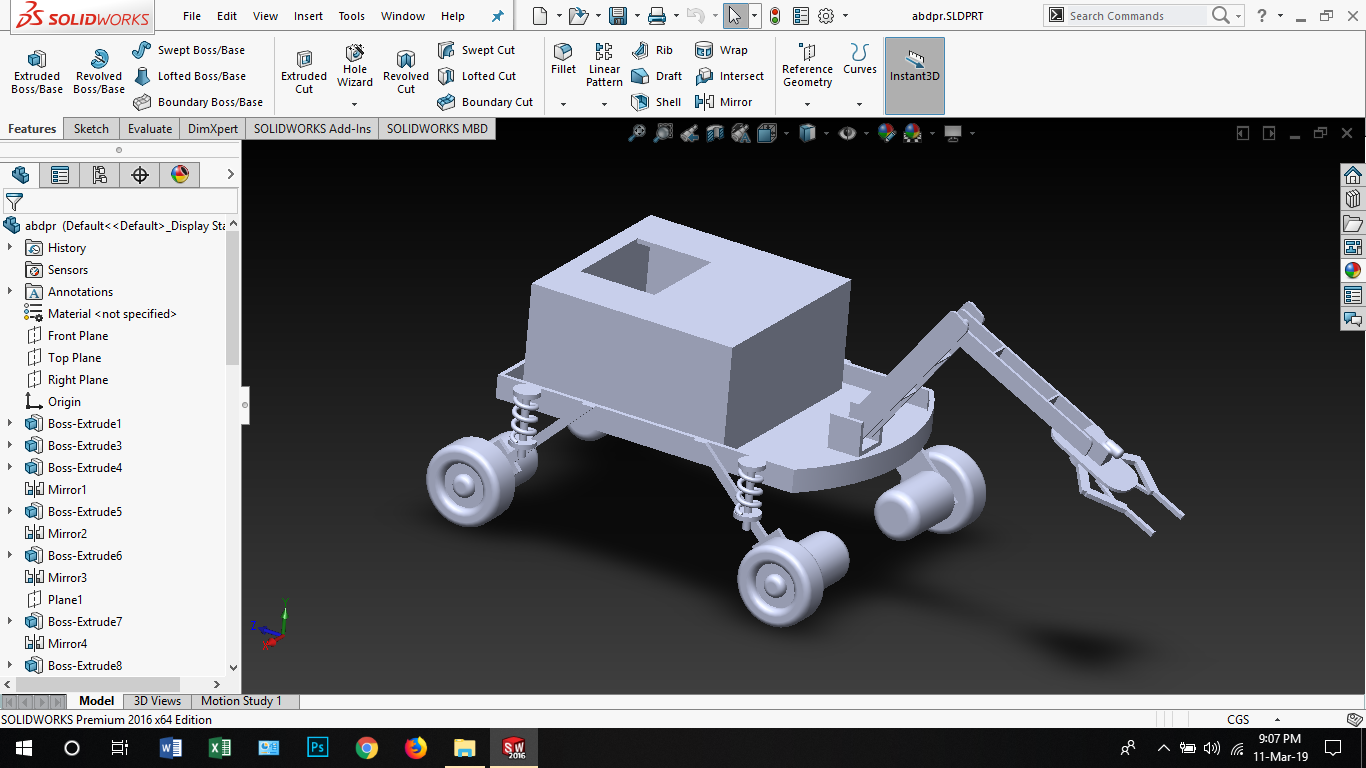 SOLIDWORKS File Edit View Insert Tools Window Help abdpr.SLDPRT Search Commands ?
Extruded Boss/Base
Revolved Boss/Base
Swept Boss/Base
Lofted Boss/Base
Boundary Boss/Base
Extruded Cut
Hole Wizard
Revolved Cut
Swept Cut
Lofted Cut
Boundary Cut
Fillet
Linear Pattern
Rib
Draft
Shell
Wrap
Intersect
Mirror
Reference Geometry
Curves
Instant3D
Features Sketch Evaluate DimXpert SOLIDWORKS Add-Ins SOLIDWORKS MBD
abdpr (Default<<Default>_Display Sta
History
Sensors
A Annotations
Material <not specified>
Front Plane
Top Plane
Right Plane
Origin
Boss-Extrude1
Boss-Extrude3
Boss-Extrude4
Mirror1
Boss-Extrude5
Mirror2
Boss-Extrude6
Mirror3
Plane1
Boss-Extrude7
Mirror4
Boss-Extrude8
Y
Z
Model 3D Views Motion Study 1
SOLIDWORKS Premium 2016 x64 Edition CGS
Ps SW 2016
9:07 PM
11-Mar-19